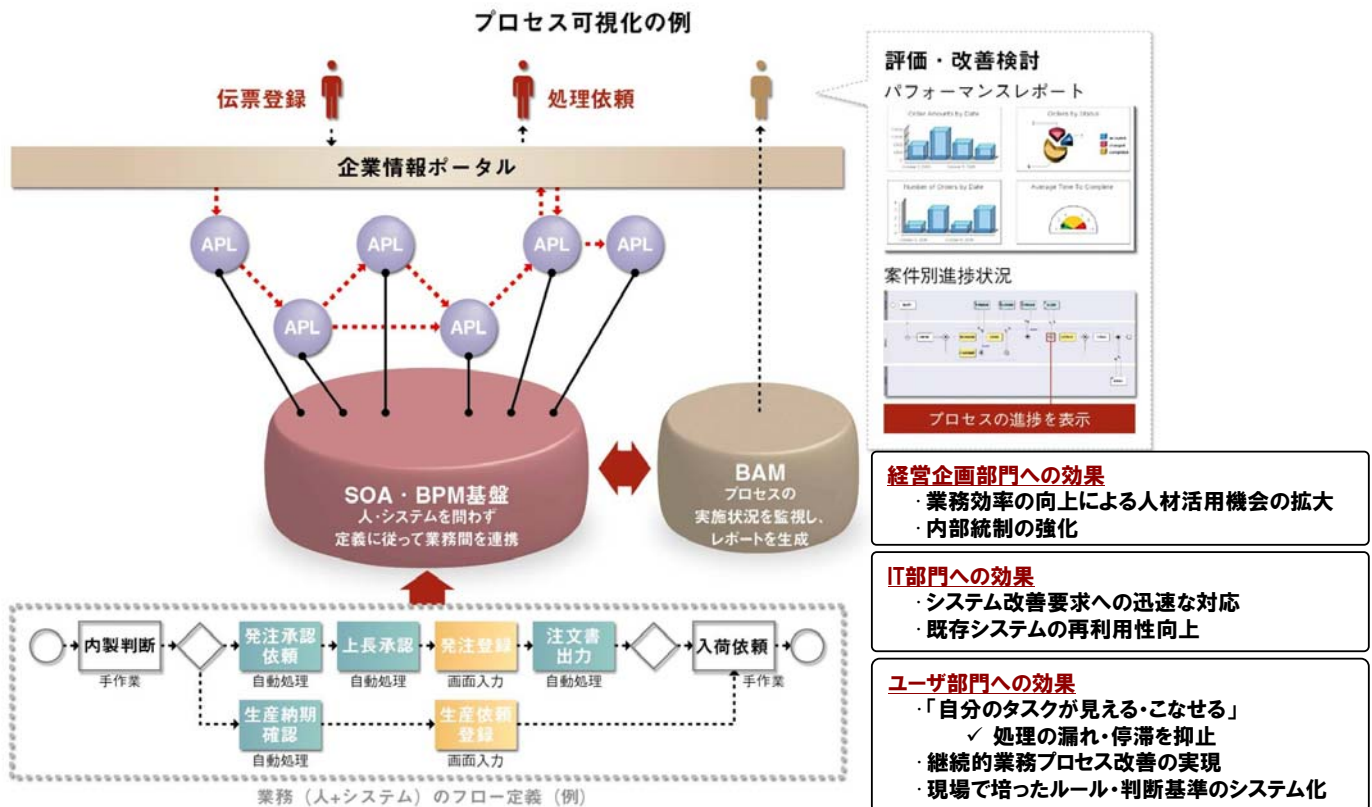 プロセス可視化の例
伝票登録
処理依頼
企業情報ポータル
APL
APL
APL
APL
APL
APL
SOA・BPM基盤
人・システムを問わず
定義に従って業務間を連携
BAM
プロセスの
実施状況を監視し、
レポートを生成
評価・改善検討
パフォーマンスレポート
Order Amounts by Date
Orders by Status
Number of Orders by Date
Average Time To Complete
案件別進捗状況
プロセスの進捗を表示
内製判断
手作業
発注承認
依頼
自動処理
上長承認
自動処理
発注登録
画面入力
注文書
出力
自動処理
入荷依頼
手作業
生産納期
確認
自動処理
生産依頼
登録
画面入力
業務（人+システム）のフロー定義（例）
経営企画部門への効果
・業務効率の向上による人材活用機会の拡大
・内部統制の強化
IT部門への効果
・システム改善要求への迅速な対応
・既存システムの再利用性向上
ユーザ部門への効果
・「自分のタスクが見える・こなせる」
✓ 処理の漏れ・停滞を抑止
・継続的業務プロセス改善の実現
・現場で培ったルール・判断基準のシステム化